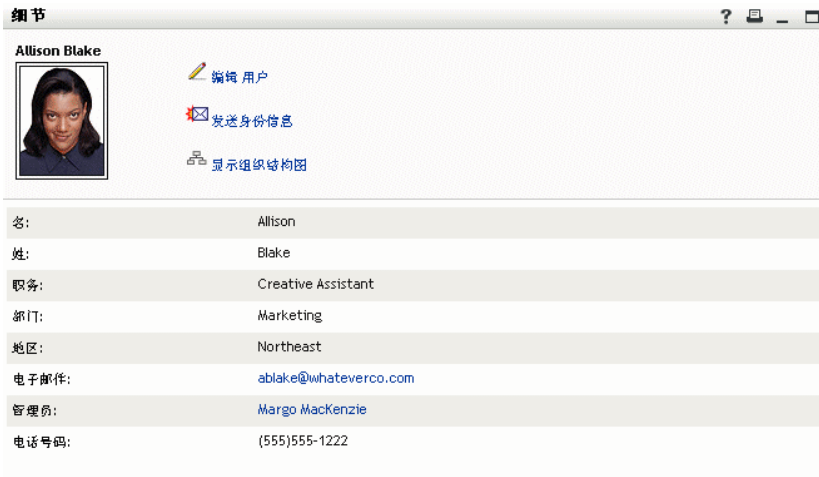 细节
?
Allison Blake
编辑 用户
发送身份信息
显示组织结构图
名: Allison
姓: Blake
职务: Creative Assistant
部门: Marketing
地区: Northeast
电子邮件: ablake@whateverco.com
管理员: Margo MacKenzie
电话号码: (555)555-1222